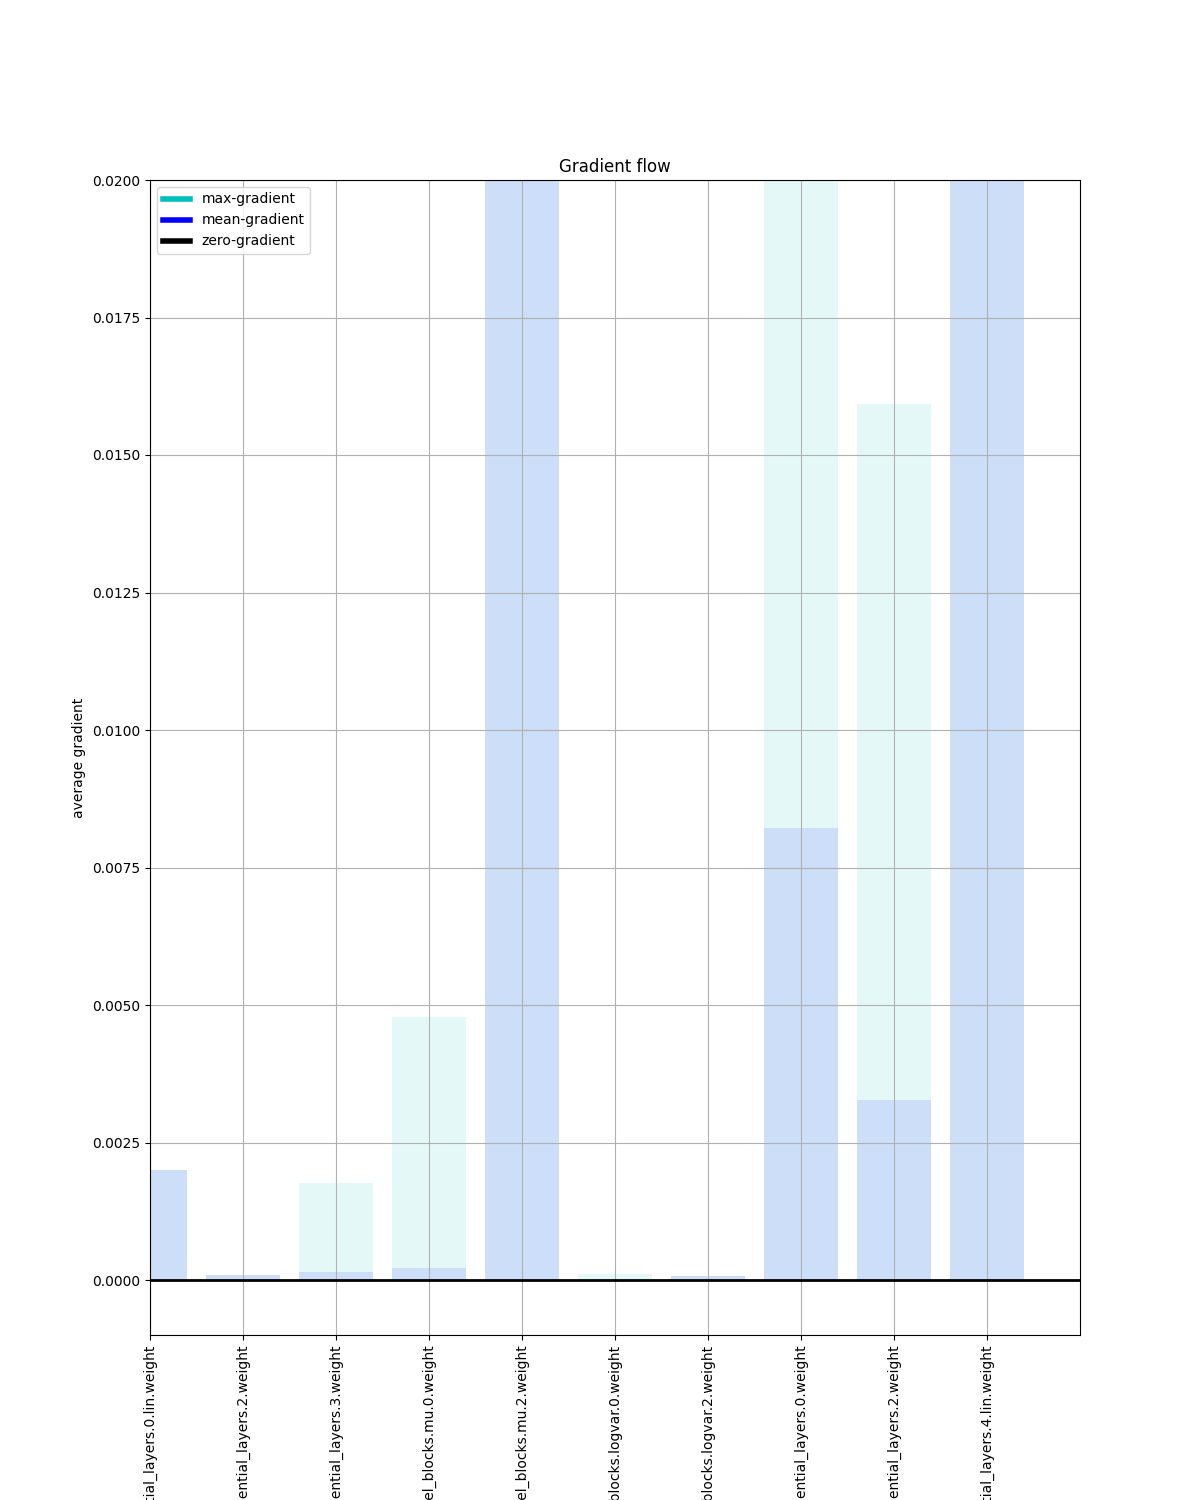 Gradient flow
max-gradient
mean-gradient
zero-gradient
0.0200
0.0175
0.0150
0.0125
0.0100
0.0075
0.0050
0.0025
0.0000
average gradient
tial_layers.0.lin.weight
ential_layers.2.weight
ential_layers.3.weight
el_blocks.mu.0.weight
el_blocks.mu.2.weight
blocks.logvar.0.weight
blocks.logvar.2.weight
ential_layers.0.weight
ential_layers.2.weight
tial_layers.4.lin.weight